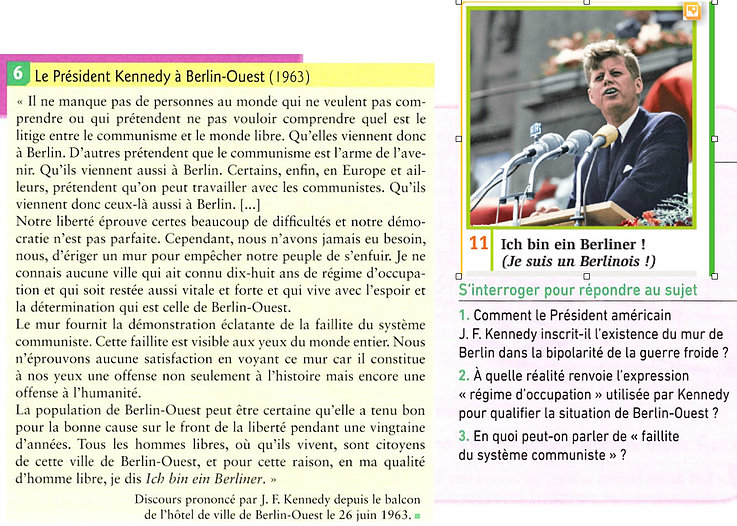 6 Le Président Kennedy à Berlin-Ouest (1963)
« Il ne manque pas de personnes au monde qui ne veulent pas com-
prendre ou qui prétendent ne pas vouloir comprendre quel est le
litige entre le communisme et le monde libre. Qu'elles viennent donc
à Berlin. D'autres prétendent que le communisme est l'arme de l'ave-
nir. Qu'ils viennent aussi à Berlin. Certains, enfin, en Europe et ail-
leurs, prétendent qu'on peut travailler avec les communistes. Qu'ils
viennent donc ceux-là aussi à Berlin. [...]
Notre liberté éprouve certes beaucoup de difficultés et notre démo-
cratie n'est pas parfaite. Cependant, nous n'avons jamais eu besoin,
nous, d'ériger un mur pour empêcher notre peuple de s'enfuir. Je ne
connais aucune ville qui ait connu dix-huit ans de régime d'occupa-
tion et qui soit restée aussi vitale et forte et qui vive avec l'espoir et
la détermination qui est celle de Berlin-Ouest.
Le mur fournit la démonstration éclatante de la faillite du système
communiste. Cette faillite est visible aux yeux du monde entier. Nous
n'éprouvons aucune satisfaction en voyant ce mur car il constitue
à nos yeux une offense non seulement à l'histoire mais encore une
offense à l'humanité.
La population de Berlin-Ouest peut être certaine qu'elle a tenu bon
pour la bonne cause sur le front de la liberté pendant une vingtaine
d'années. Tous les hommes libres, où qu'ils vivent, sont citoyens
de cette ville de Berlin-Ouest, et pour cette raison, en ma qualité
d'homme libre, je dis Ich bin ein Berliner. »
Discours prononcé par J. F. Kennedy depuis le balcon
de l'hôtel de ville de Berlin-Ouest le 26 juin 1963.
11 Ich bin ein Berliner !
(Je suis un Berlinois !)
S'interroger pour répondre au sujet
1. Comment le Président américain
J. F. Kennedy inscrit-il l'existence du mur de
Berlin dans la bipolarité de la guerre froide ?
2. À quelle réalité renvoie l'expression
« régime d'occupation » utilisée par Kennedy
pour qualifier la situation de Berlin-Ouest ?
3. En quoi peut-on parler de « faillite
du système communiste » ?